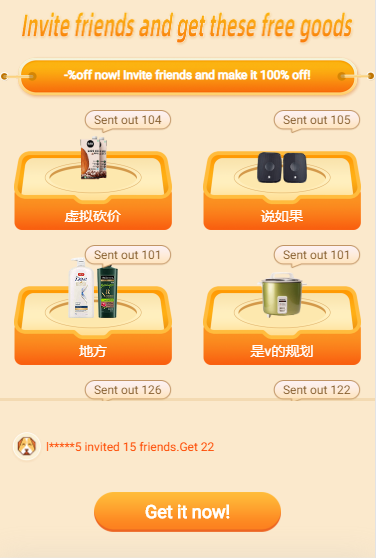 Invite friends and get these free goods
-%off now! Invite friends and make it 100% off!
Sent out 104
Sent out 105
虚拟砍价
说如果
Sent out 101
Sent out 101
地方
是v的规划
Sent out 126
Sent out 122
l*****5 invited 15 friends.Get 22
Get it now!